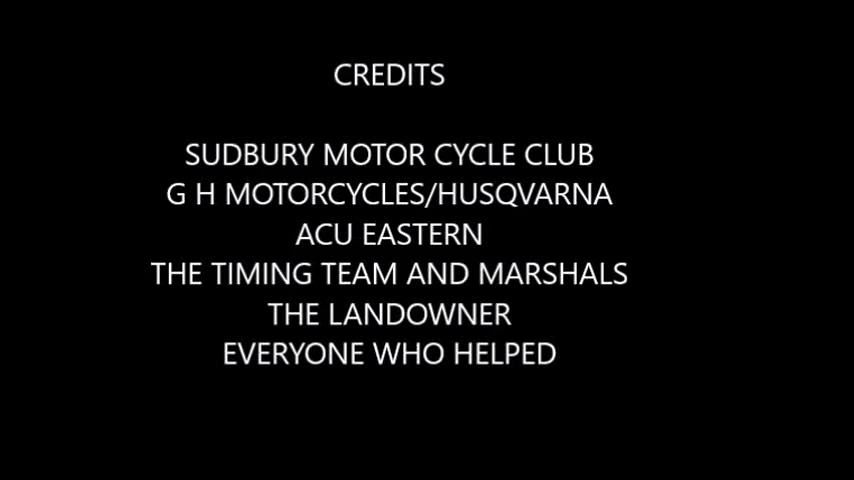 CREDITS
SUDBURY MOTOR CYCLE CLUB
G H MOTORCYCLES/HUSQVARNA
ACU EASTERN
THE TIMING TEAM AND MARSHALS
THE LANDOWNER
EVERYONE WHO HELPED